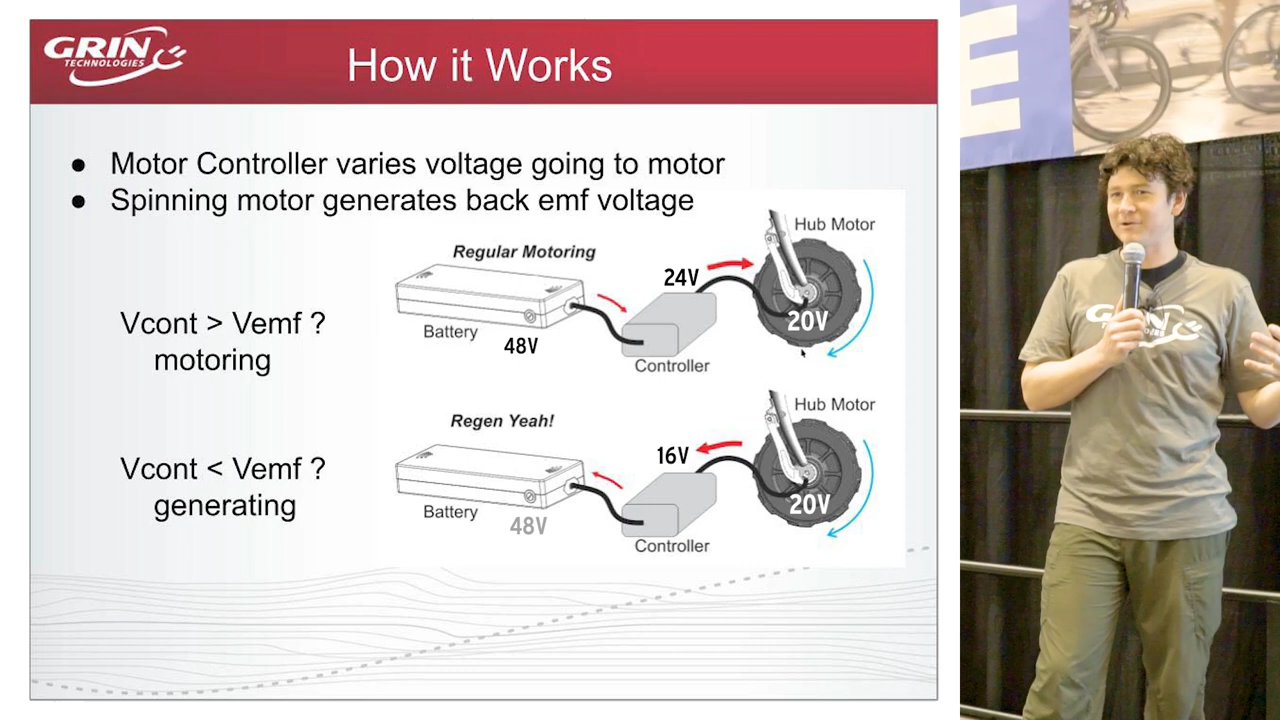 GRIN
TECHNOLOGIES
How it Works
● Motor Controller varies voltage going to motor
● Spinning motor generates back emf voltage
Regular Motoring
Hub Motor
24V
20V
Battery
48V
Controller
Vcont > Vemf ?
motoring
Regen Yeah!
Hub Motor
16V
20V
Battery
48V
Controller
Vcont < Vemf ?
generating
E
GRIN
TECHNOLOGIES